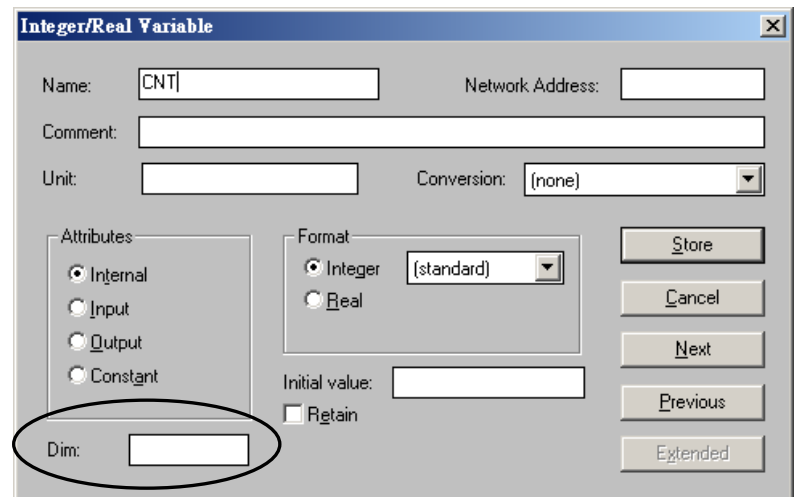 Integer/Real Variable
Name: CNT Network Address:
Comment:
Unit: Conversion: (none)
Attributes
Internal
Input
Output
Constant
Format
Integer (standard)
Real
Initial value:
Retain
Store
Cancel
Next
Previous
Extended
Dim: